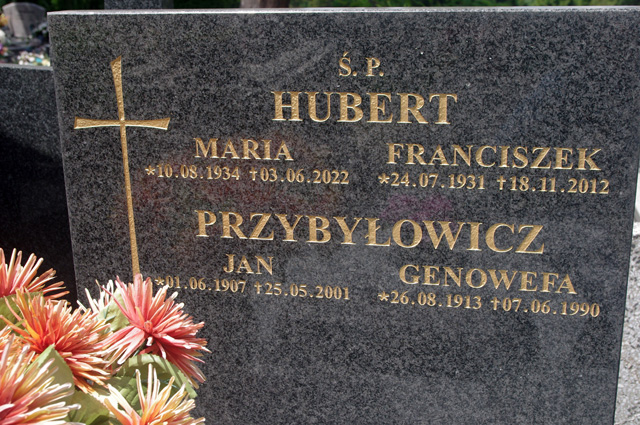 Ś. P.
HUBERT
MARIA FRANCISZEK
*10.08.1934 †03.06.2022 *24.07.1931 †18.11.2012
PRZYBYŁOWICZ
JAN GENOWEFA
*01.06.1907 †25.05.2001 *26.08.1913 †07.06.1990